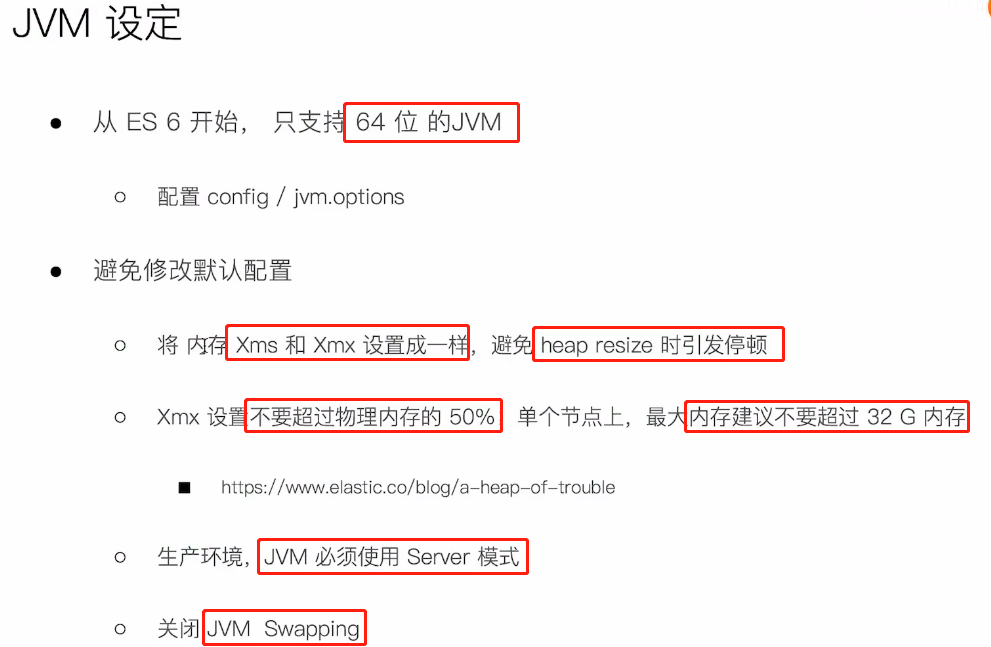 JVM 设定
从 ES 6 开始， 只支持 64 位 的JVM
配置 config / jvm.options
避免修改默认配置
将 内存 Xms 和 Xmx 设置成一样，避免 heap resize 时引发停顿
Xmx 设置不要超过物理内存的 50% 单个节点上，最大内存建议不要超过 32 G 内存
https://www.elastic.co/blog/a-heap-of-trouble
生产环境，JVM 必须使用 Server 模式
关闭 JVM Swapping